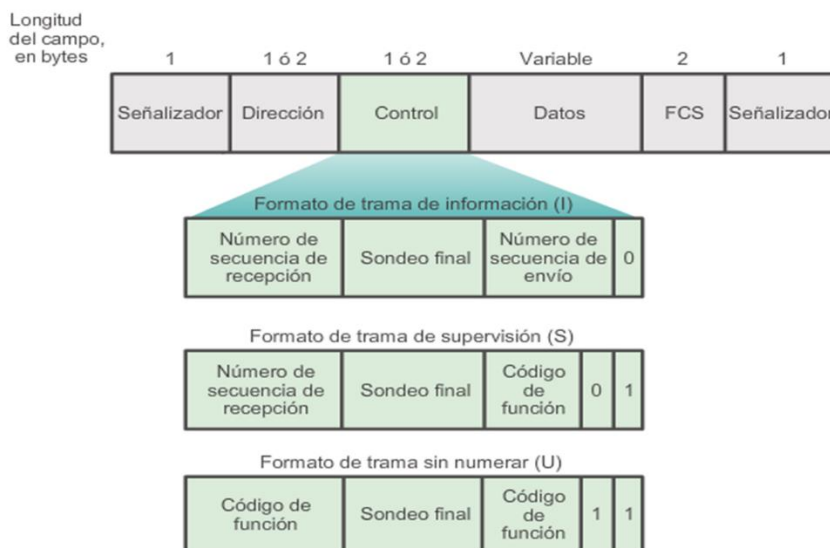 Longitud
del campo,
en bytes
1 1 ó 2 1 ó 2 Variable 2 1
Señalizador Dirección Control Datos FCS Señalizador
Formato de trama de información (I)
Número de
secuencia de
recepción
Sondeo final
Número de
secuencia de
envío
0
Formato de trama de supervisión (S)
Número de
secuencia de
recepción
Sondeo final
Código
de
función
0
1
Formato de trama sin numerar (U)
Código de
función
Sondeo final
Código
de
función
1
1